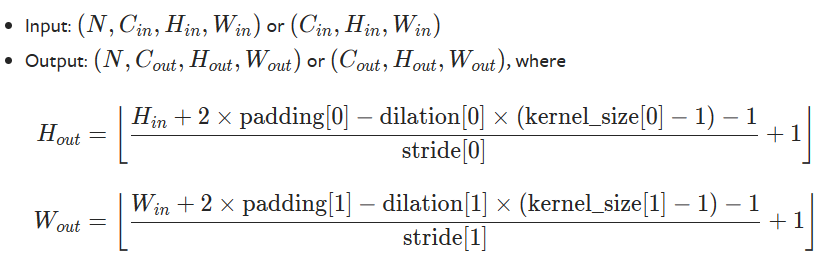 • Input: (N, C_in, H_in, W_in) or (C_in, H_in, W_in)
• Output: (N, C_out, H_out, W_out) or (C_out, H_out, W_out), where
H_out = ⌊(H_in + 2 × padding[0] − dilation[0] × (kernel_size[0] − 1) − 1) / stride[0] + 1⌋
W_out = ⌊(W_in + 2 × padding[1] − dilation[1] × (kernel_size[1] − 1) − 1) / stride[1] + 1⌋